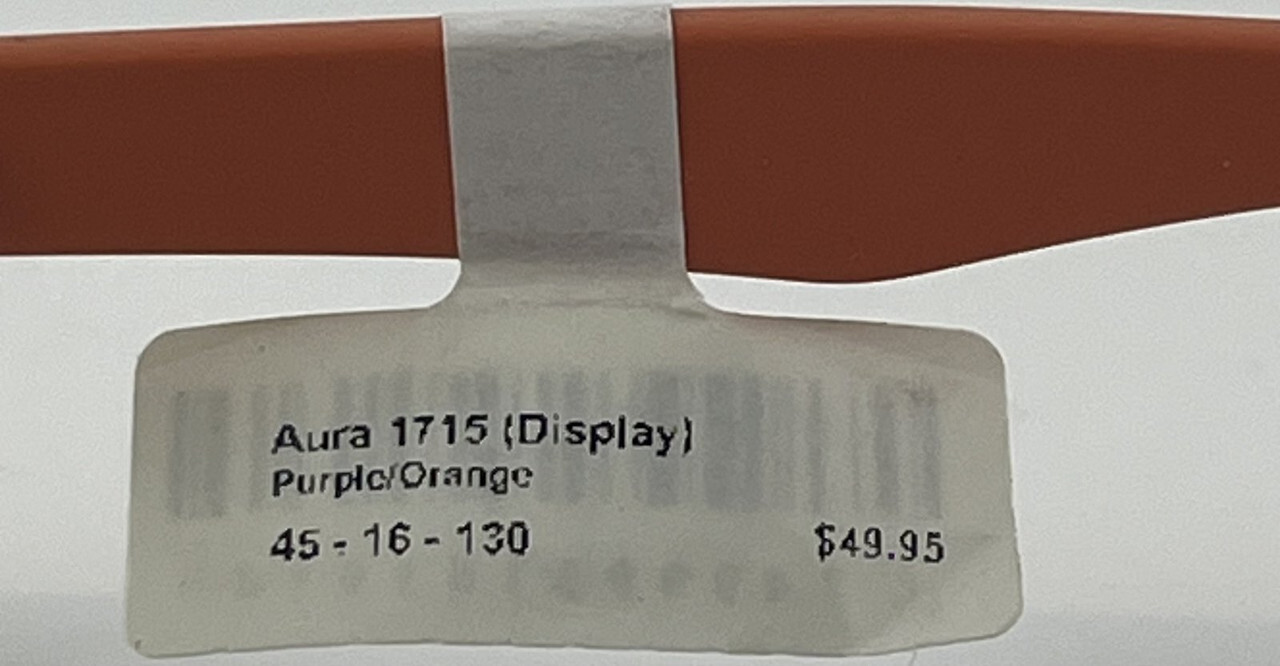 Aura 1715 (Display)
Purple/Orange
45 - 16 - 130
$49.95